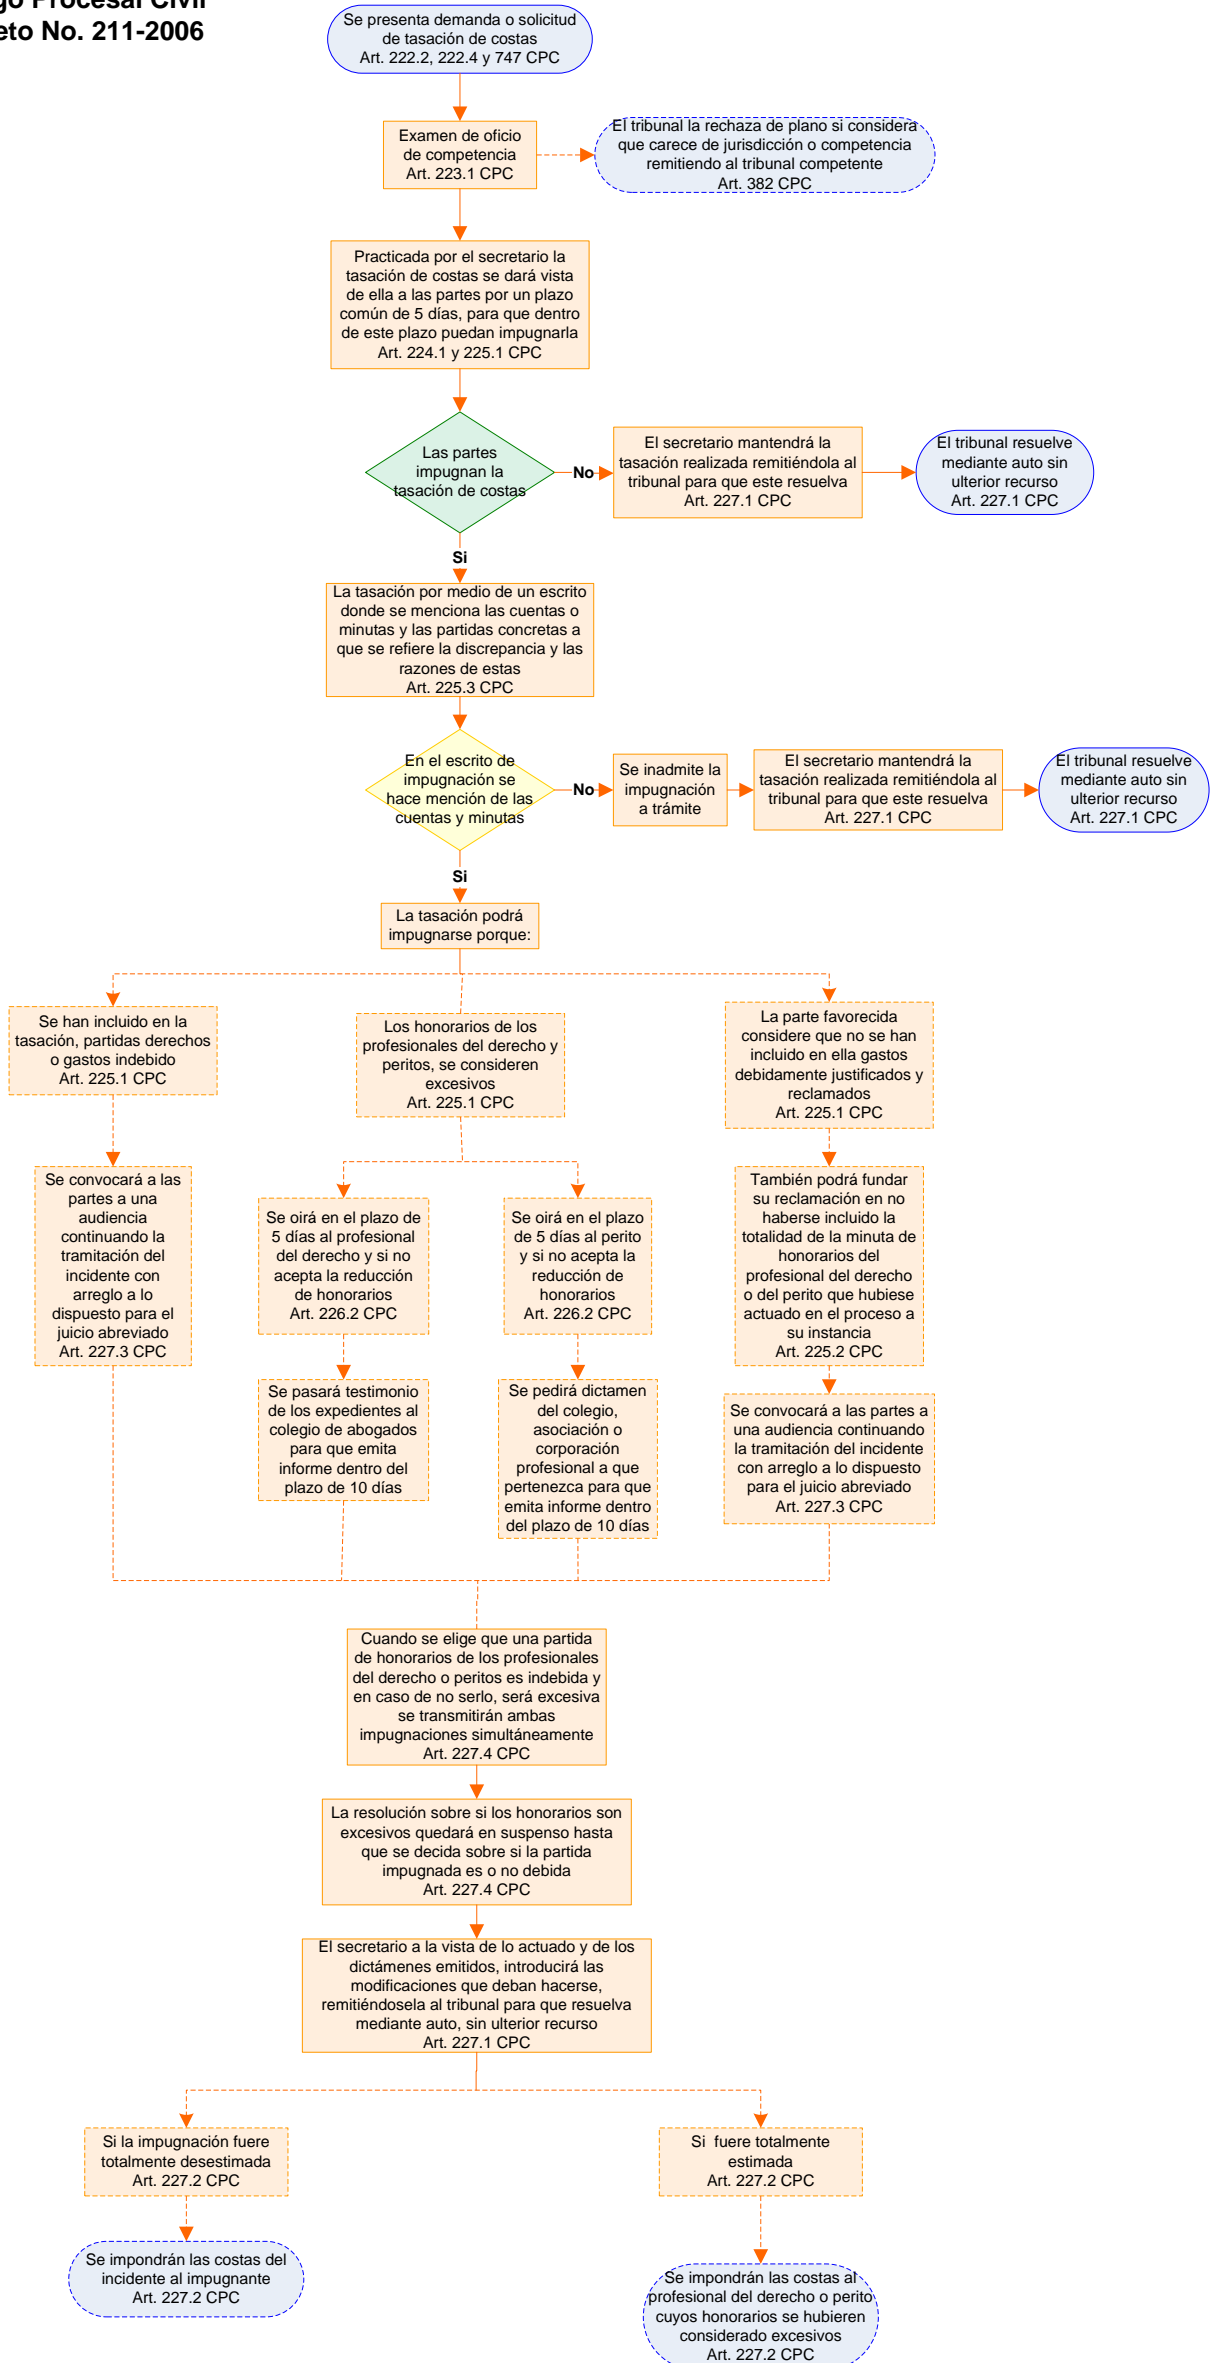 go Procesal Civil
eto No. 211-2006
Se presenta demanda o solicitud
de tasación de costas
Art. 222.2, 222.4 y 747 CPC
Examen de oficio
de competencia
Art. 223.1 CPC
El tribunal la rechaza de plano si considera
que carece de jurisdicción o competencia
remitiendo al tribunal competente
Art. 382 CPC
Practicada por el secretario la
tasación de costas se dará vista
de ella a las partes por un plazo
común de 5 días, para que dentro
de este plazo puedan impugnarla
Art. 224.1 y 225.1 CPC
Las partes
impugnan la
tasación de costas
No
El secretario mantendrá la
tasación realizada remitiéndola al
tribunal para que este resuelva
Art. 227.1 CPC
El tribunal resuelve
mediante auto sin
ulterior recurso
Art. 227.1 CPC
Si
La tasación por medio de un escrito
donde se menciona las cuentas o
minutas y las partidas concretas a
que se refiere la discrepancia y las
razones de estas
Art. 225.3 CPC
En el escrito de
impugnación se
hace mención de las
cuentas y minutas
No
Se inadmite la
impugnación
a trámite
El secretario mantendrá la
tasación realizada remitiéndola al
tribunal para que este resuelva
Art. 227.1 CPC
El tribunal resuelve
mediante auto sin
ulterior recurso
Art. 227.1 CPC
Si
La tasación podrá
impugnarse porque:
Se han incluido en la
tasación, partidas derechos
o gastos indebido
Art. 225.1 CPC
Los honorarios de los
profesionales del derecho y
peritos, se consideren
excesivos
Art. 225.1 CPC
La parte favorecida
considere que no se han
incluido en ella gastos
debidamente justificados y
reclamados
Art. 225.1 CPC
Se convocará a las
partes a una
audiencia
continuando la
tramitación del
incidente con
arreglo a lo
dispuesto para el
juicio abreviado
Art. 227.3 CPC
Se oirá en el plazo de
5 días al profesional
del derecho y si no
acepta la reducción
de honorarios
Art. 226.2 CPC
Se oirá en el plazo
de 5 días al perito
y si no acepta la
reducción de
honorarios
Art. 226.2 CPC
También podrá fundar
su reclamación en no
haberse incluido la
totalidad de la minuta de
honorarios del
profesional del derecho
o del perito que hubiese
actuado en el proceso a
su instancia
Art. 225.2 CPC
Se pasará testimonio
de los expedientes al
colegio de abogados
para que emita
informe dentro del
plazo de 10 días
Se pedirá dictamen
del colegio,
asociación o
corporación
profesional a que
pertenezca para que
emita informe dentro
del plazo de 10 días
Se convocará a las partes a
una audiencia continuando
la tramitación del incidente
con arreglo a lo dispuesto
para el juicio abreviado
Art. 227.3 CPC
Cuando se elige que una partida
de honorarios de los profesionales
del derecho o peritos es indebida y
en caso de no serlo, será excesiva
se transmitirán ambas
impugnaciones simultáneamente
Art. 227.4 CPC
La resolución sobre si los honorarios son
excesivos quedará en suspenso hasta
que se decida sobre si la partida
impugnada es o no debida
Art. 227.4 CPC
El secretario a la vista de lo actuado y de los
dictámenes emitidos, introducirá las
modificaciones que deban hacerse,
remitiéndosela al tribunal para que resuelva
mediante auto, sin ulterior recurso
Art. 227.1 CPC
Si la impugnación fuere
totalmente desestimada
Art. 227.2 CPC
Si  fuere totalmente
estimada
Art. 227.2 CPC
Se impondrán las costas del
incidente al impugnante
Art. 227.2 CPC
Se impondrán las costas al
profesional del derecho o perito
cuyos honorarios se hubieren
considerado excesivos
Art. 227.2 CPC